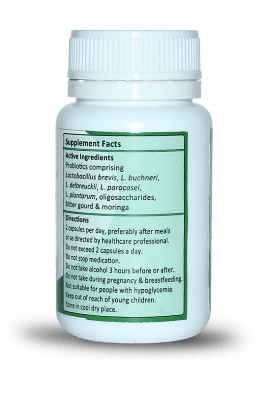 Supplement Facts
Active Ingredients
Probiotics comprising
lactobacillus brevis, L. buchneri,
L. delbreuckii, L. paracasei,
L. plantarum, oligosaccharides,
bitter gourd & moringa
Directions
2 capsules per day, preferably after meals
or as directed by healthcare professional.
Do not exceed 2 capsules a day.
Do not stop medication.
Do not take alcohol 3 hours before or after.
Do not take during pregnancy & breastfeeding.
Not suitable for people with hypoglycemia.
Keep out of reach of young children.
Store in cool dry place.